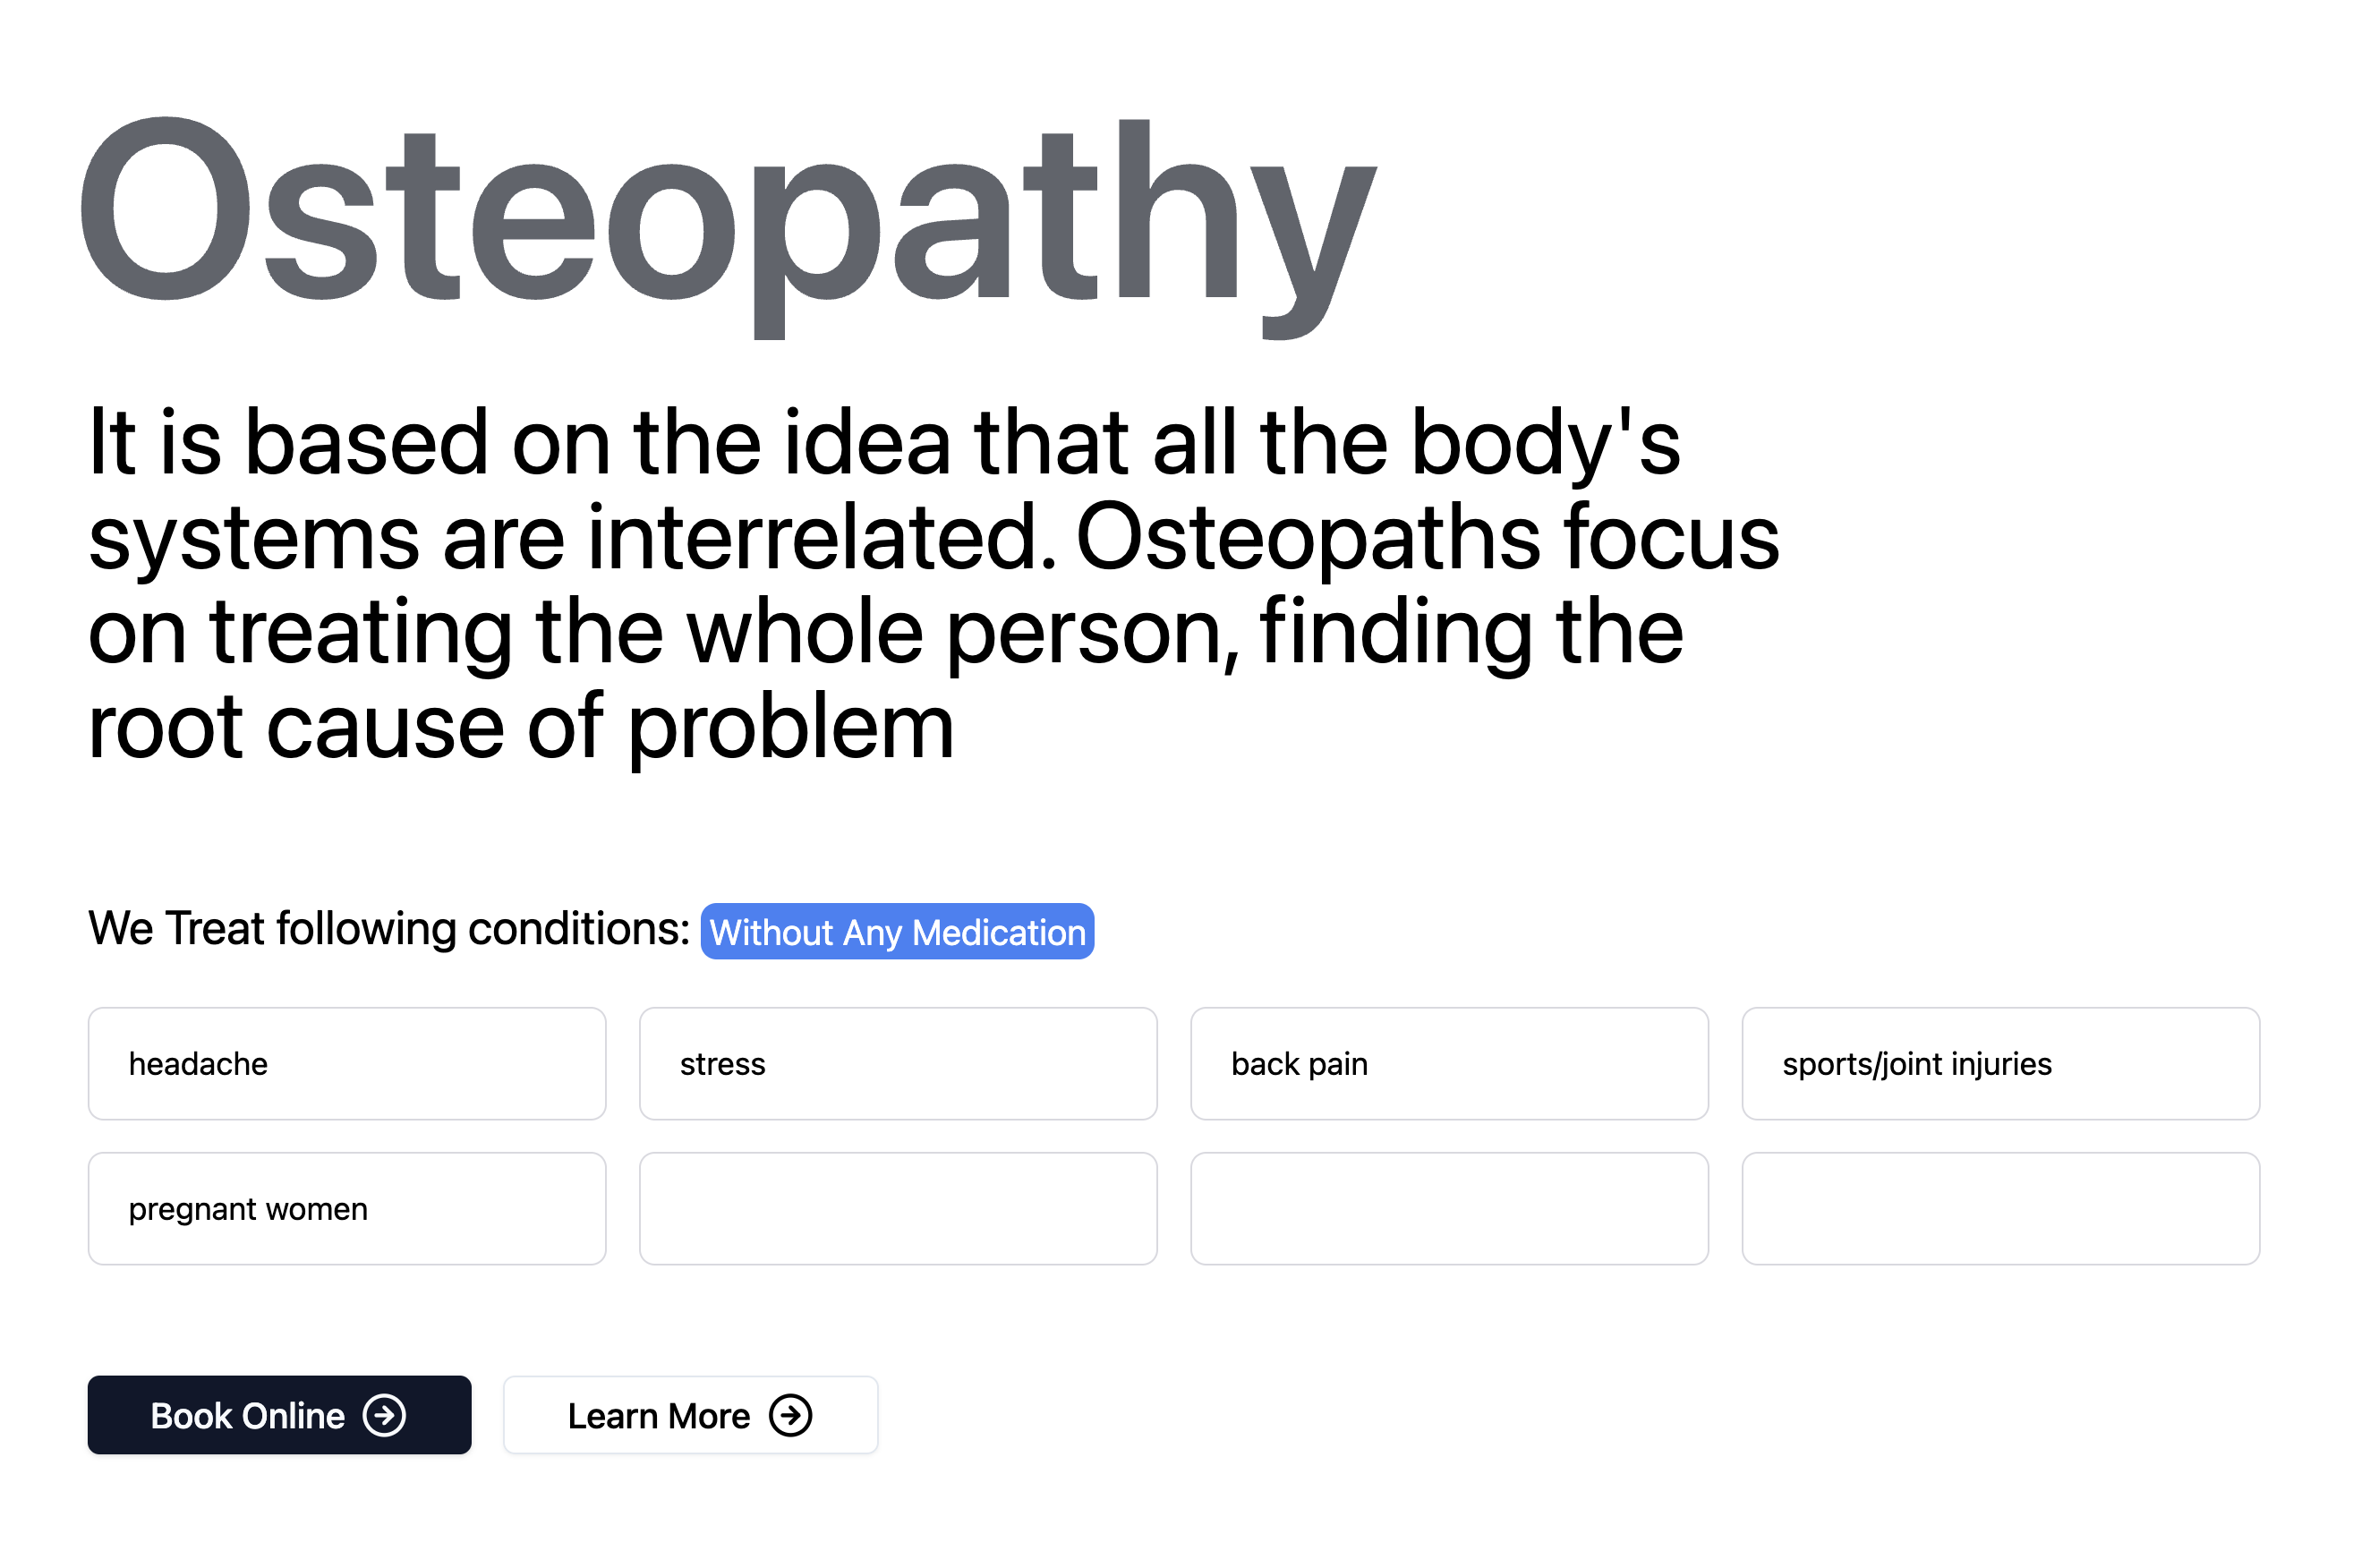 Osteopathy
It is based on the idea that all the body's
systems are interrelated. Osteopaths focus
on treating the whole person, finding the
root cause of problem
We Treat following conditions: Without Any Medication
headache
stress
back pain
sports/joint injuries
pregnant women
Book Online
Learn More